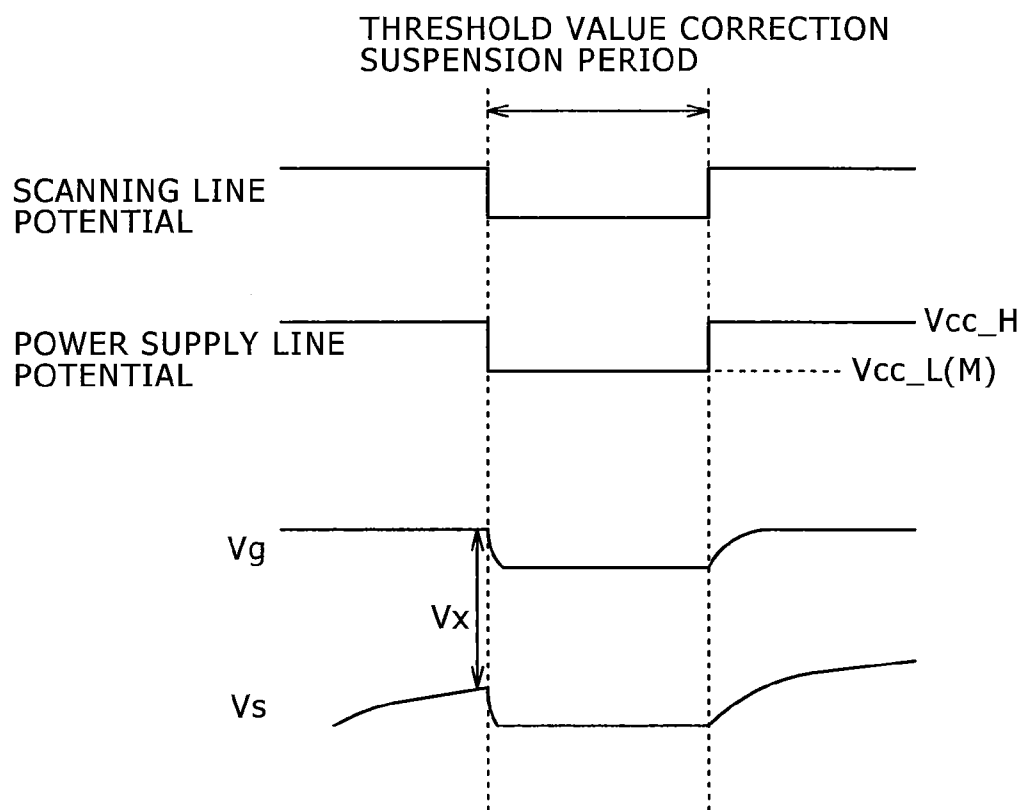 THRESHOLD VALUE CORRECTION
SUSPENSION PERIOD
SCANNING LINE
POTENTIAL
Vcc_H
POWER SUPPLY LINE
POTENTIAL
Vcc_L(M)
Vg
Vx
Vs